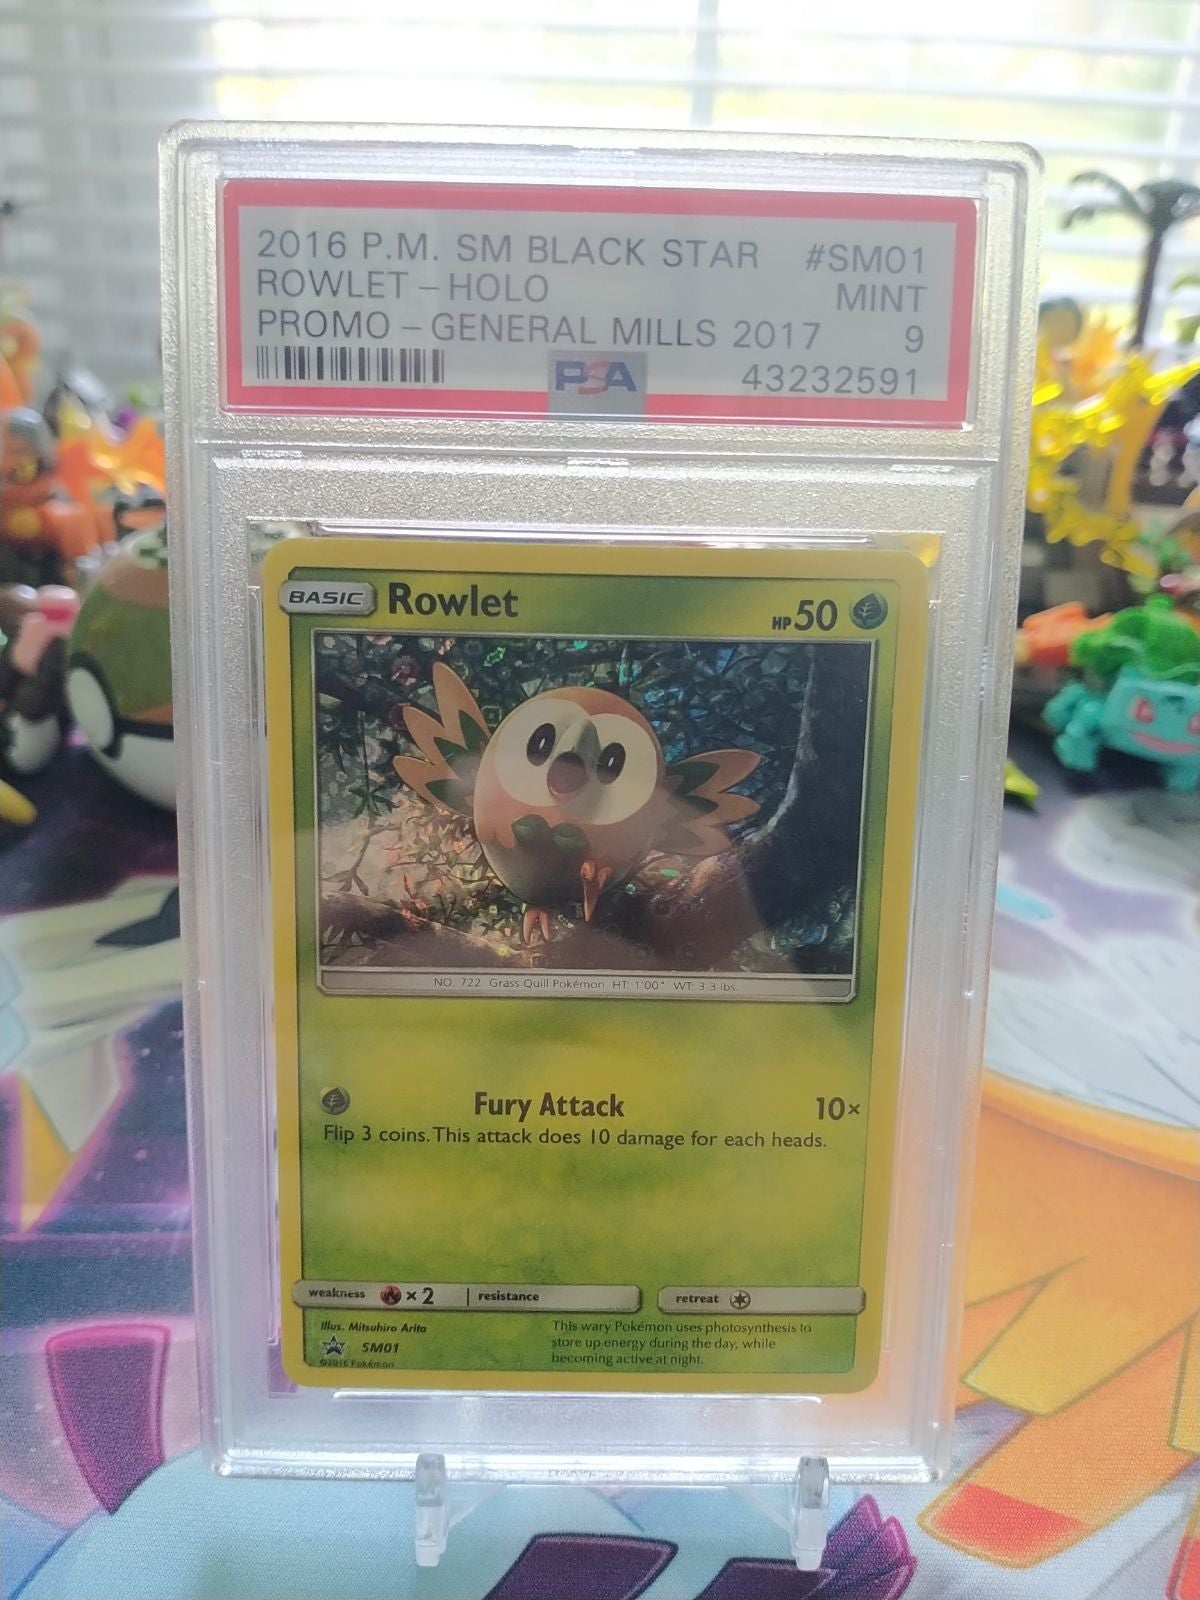 2016 P.M. SM BLACK STAR #SM01
ROWLET - HOLO MINT
PROMO - GENERAL MILLS 2017 9
PSA 43232591
BASIC Rowlet HP 50
NO. 722 Grass Quill Pokémon HT: 1'00" WT: 3.3 lbs.
Fury Attack 10×
Flip 3 coins. This attack does 10 damage for each heads.
weakness × 2 resistance retreat
Illus. Mitsuhiro Arita
SM01
©2016 Pokémon
This wary Pokémon uses photosynthesis to
store up energy during the day, while
becoming active at night.